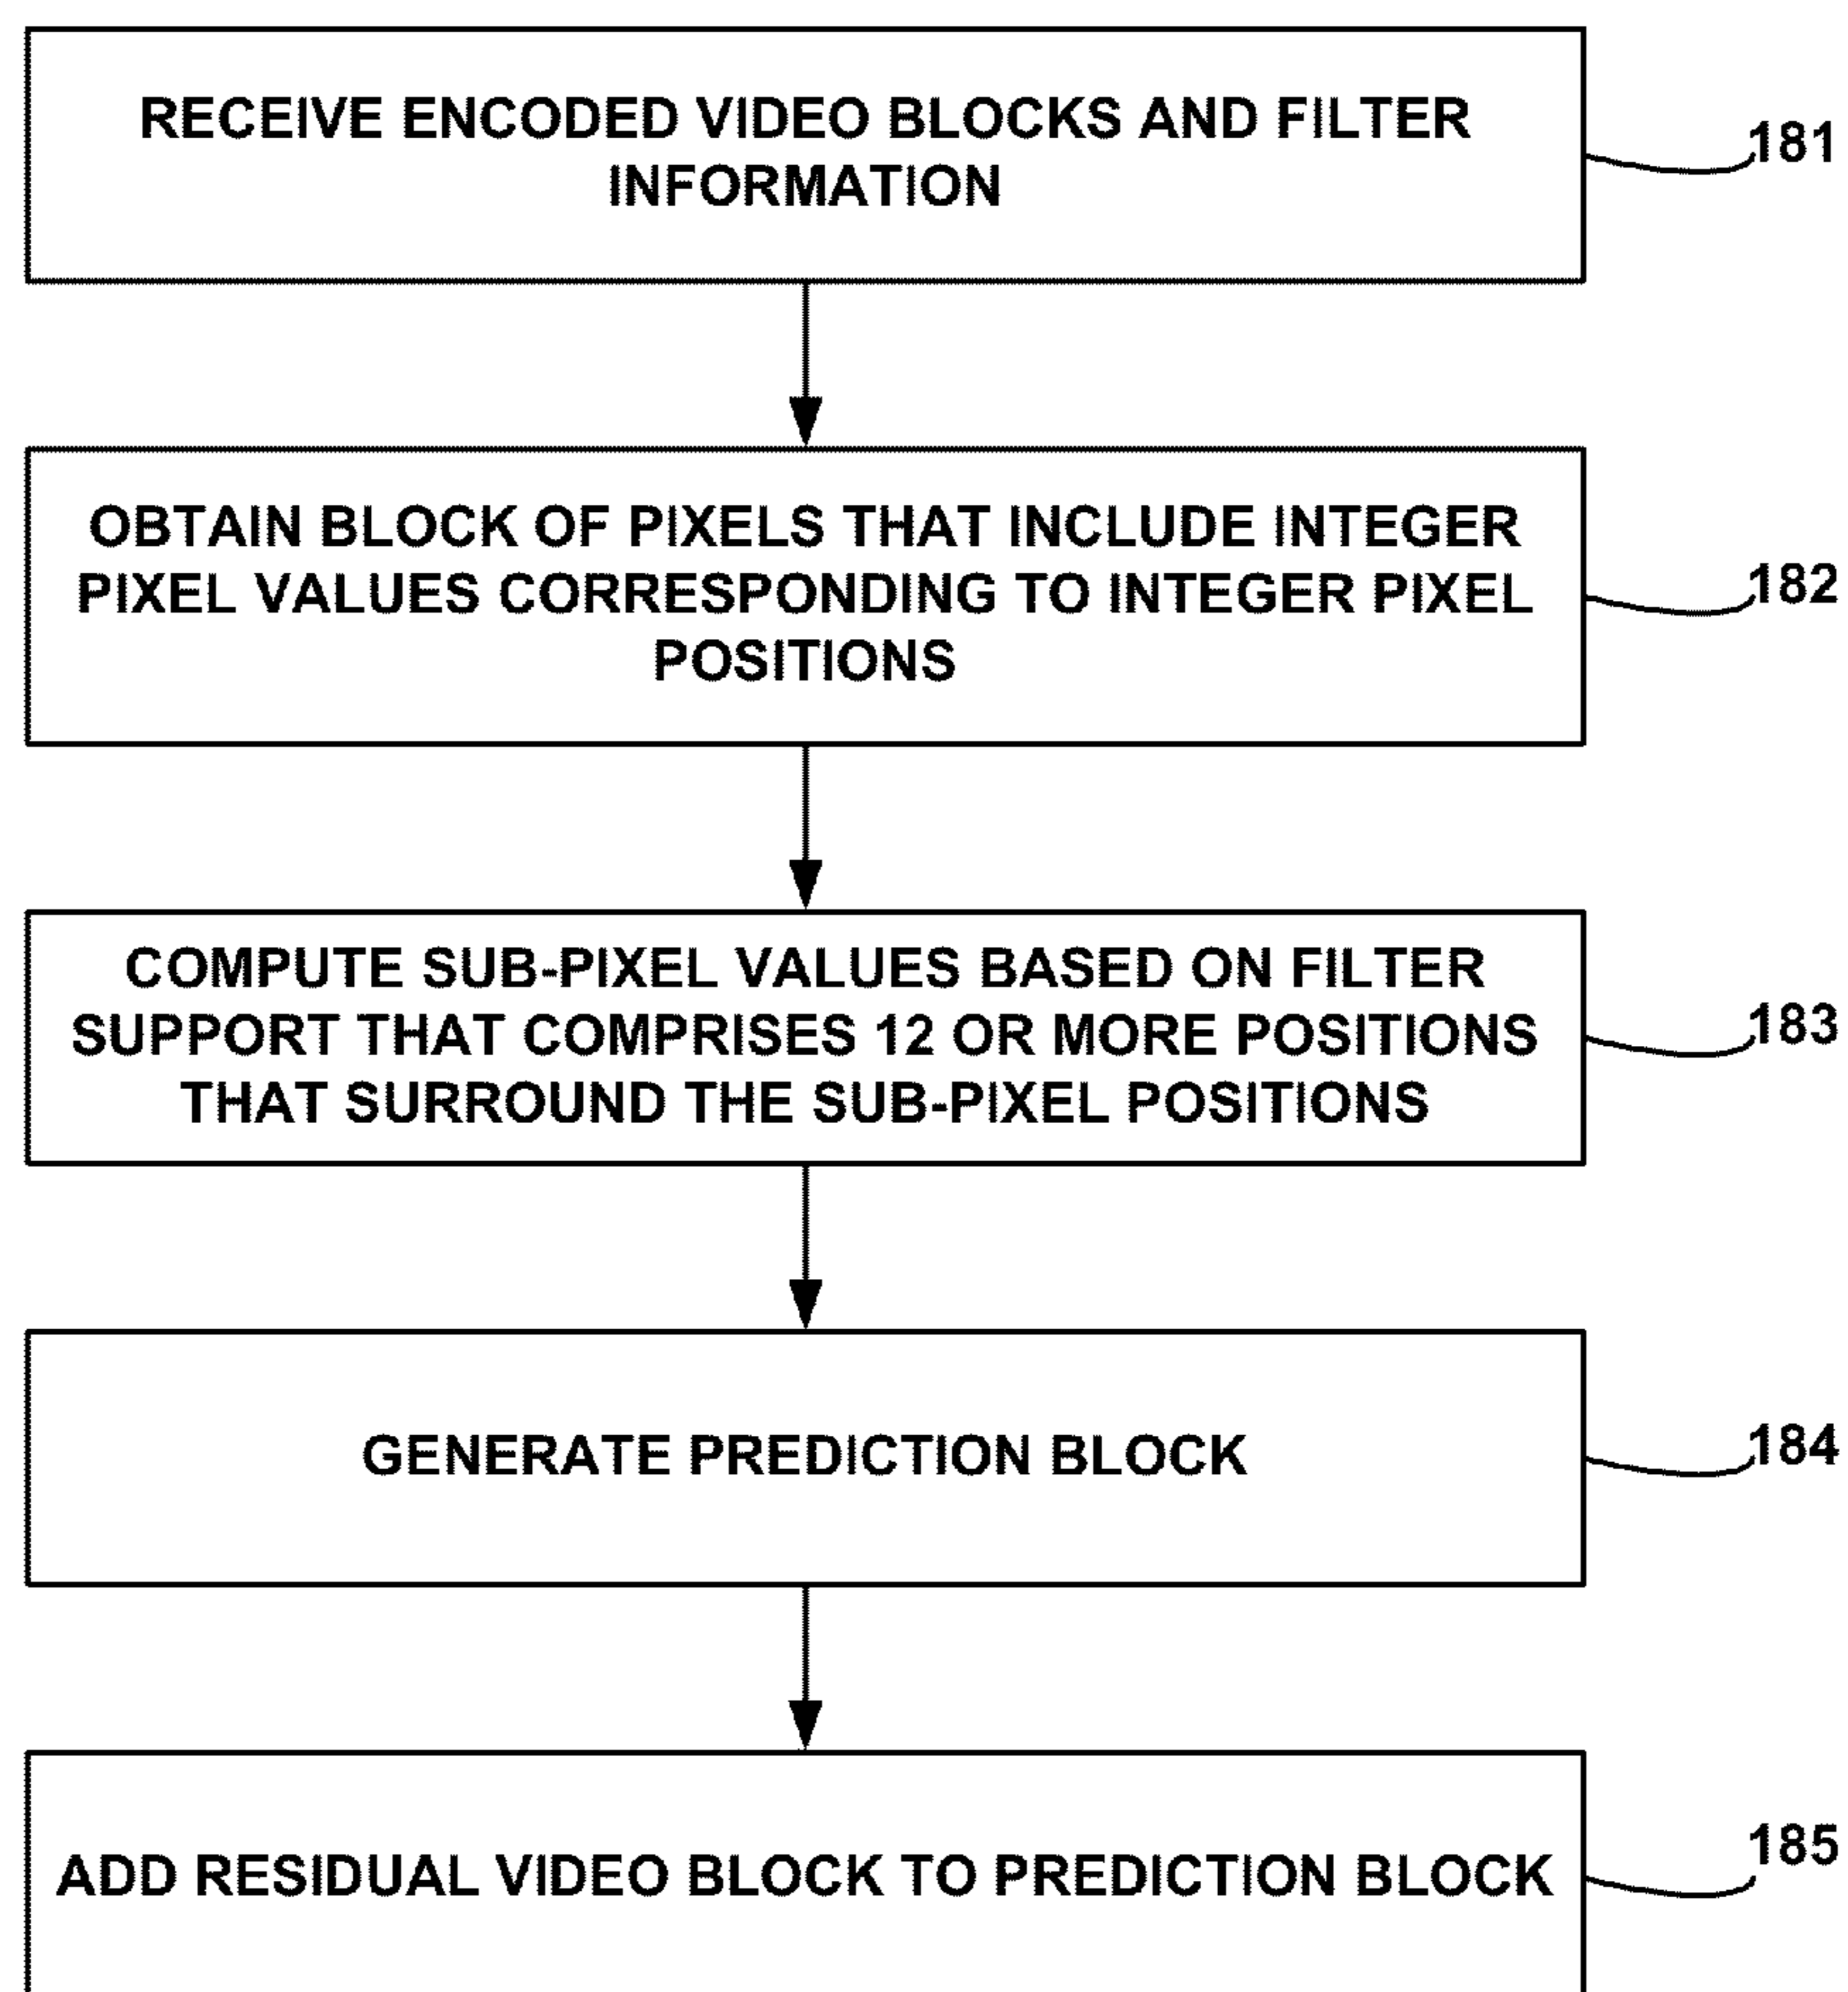 RECEIVE ENCODED VIDEO BLOCKS AND FILTER
INFORMATION
181
OBTAIN BLOCK OF PIXELS THAT INCLUDE INTEGER
PIXEL VALUES CORRESPONDING TO INTEGER PIXEL
POSITIONS
182
COMPUTE SUB-PIXEL VALUES BASED ON FILTER
SUPPORT THAT COMPRISES 12 OR MORE POSITIONS
THAT SURROUND THE SUB-PIXEL POSITIONS
183
GENERATE PREDICTION BLOCK
184
ADD RESIDUAL VIDEO BLOCK TO PREDICTION BLOCK
185